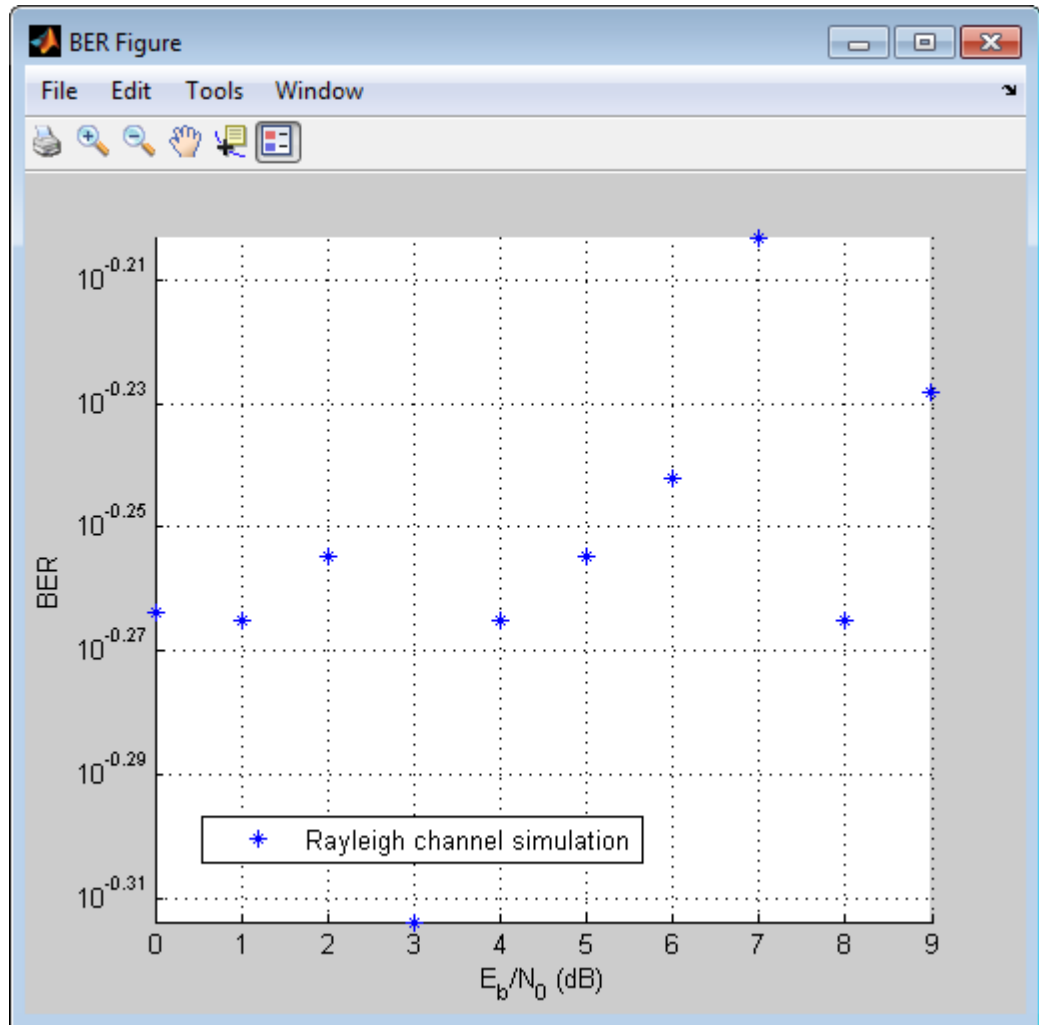 BER Figure
File Edit Tools Window
10^-0.21
10^-0.23
10^-0.25
BER
10^-0.27
10^-0.29
Rayleigh channel simulation
10^-0.31
0 1 2 3 4 5 6 7 8 9
E_b/N_0 (dB)